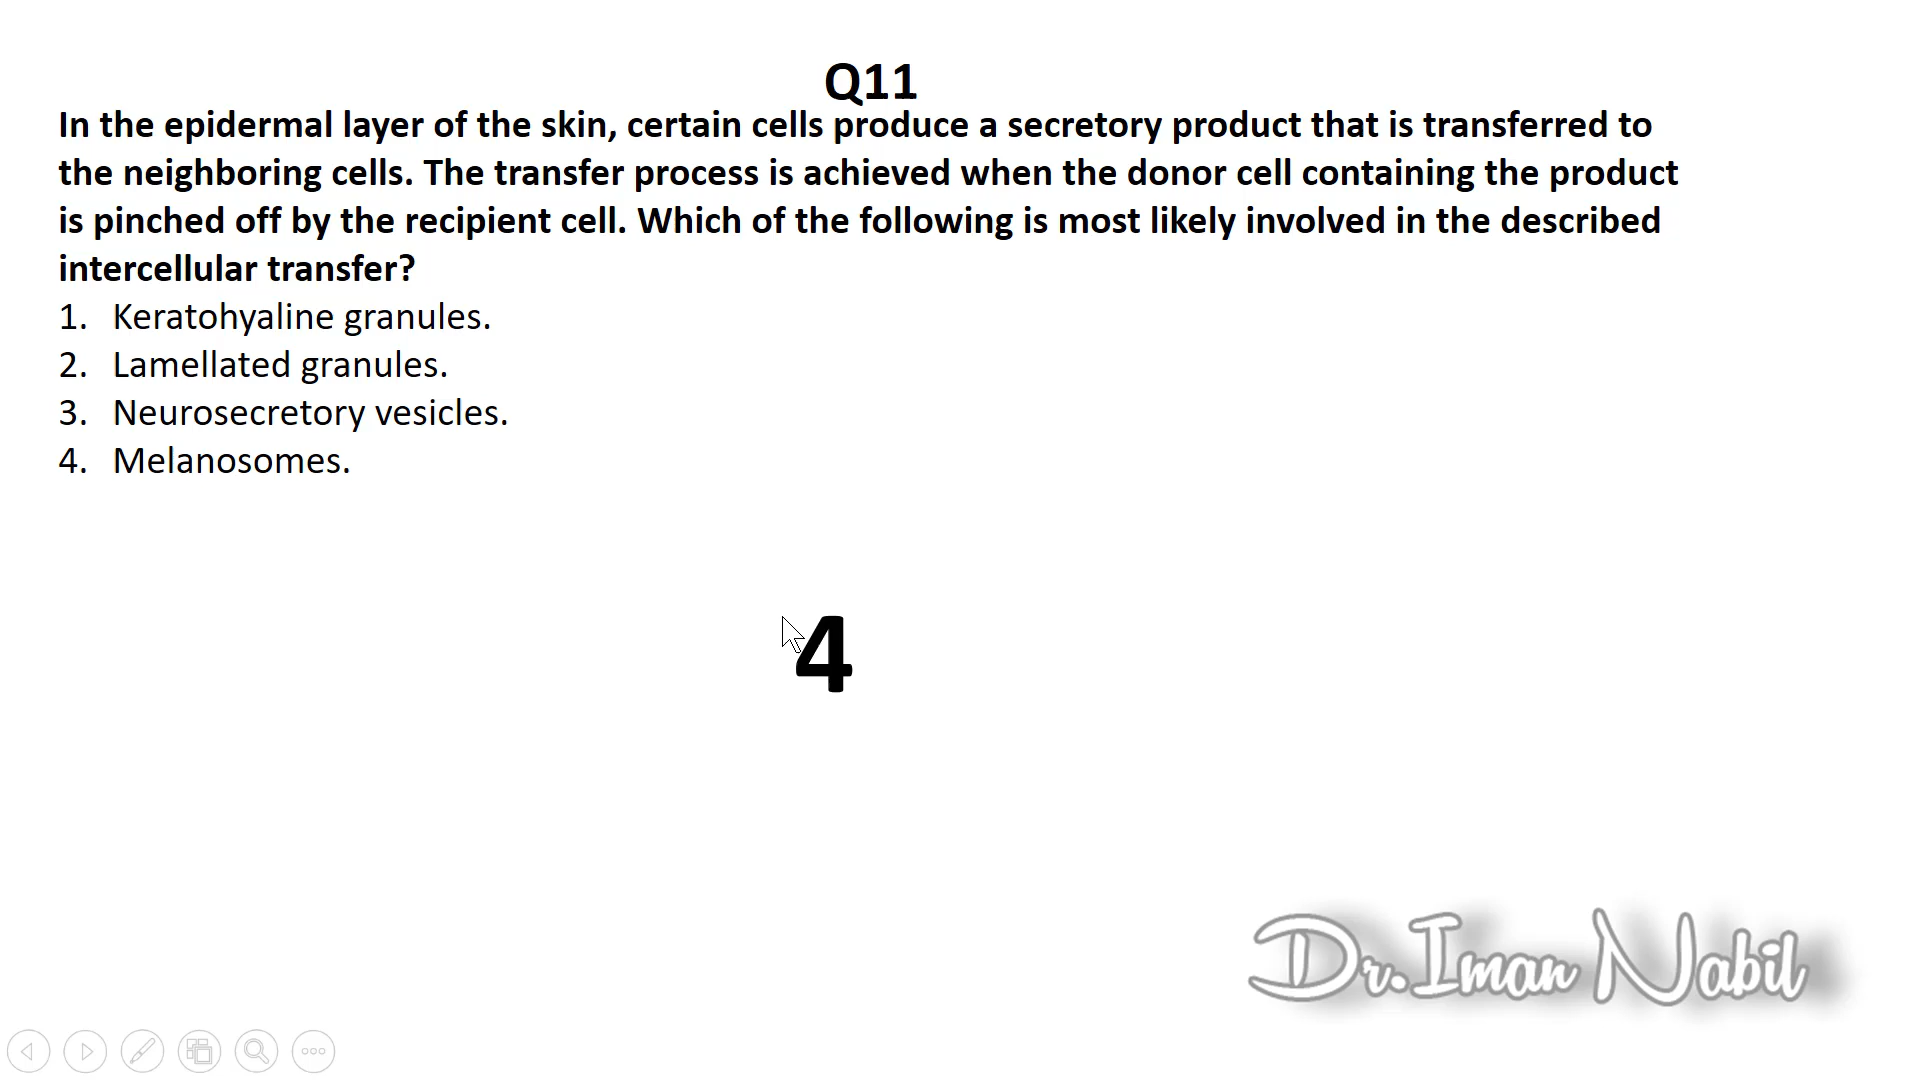 Q11
In the epidermal layer of the skin, certain cells produce a secretory product that is transferred to
the neighboring cells. The transfer process is achieved when the donor cell containing the product
is pinched off by the recipient cell. Which of the following is most likely involved in the described
intercellular transfer?
1. Keratohyaline granules.
2. Lamellated granules.
3. Neurosecretory vesicles.
4. Melanosomes.
4
Dr. Iman Nabil